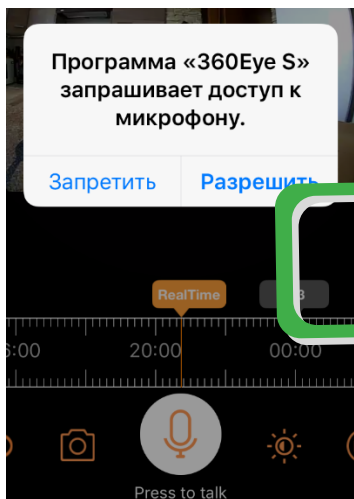 Программа «360Eye S»
запрашивает доступ к
микрофону.
Запретить Разрешить
RealTime
20:00 00:00
Press to talk